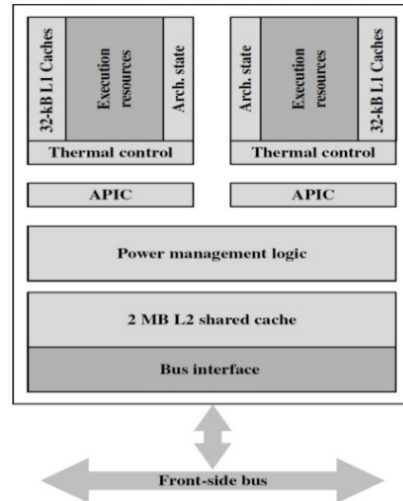 32-kB L1 Caches
Execution
resources
Arch. state
Thermal control
APIC
Arch. state
Execution
resources
32-kB L1 Caches
Thermal control
APIC
Power management logic
2 MB L2 shared cache
Bus interface
Front-side bus